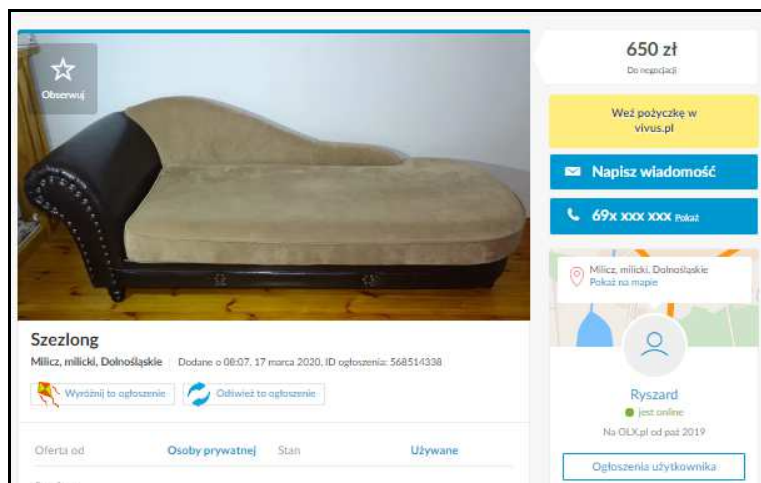 Obserwuj
650 zł
Do negocjacji
Weź pożyczkę w
vivus.pl
Napisz wiadomość
69x xxx xxx Pokaż
Milicz, milicki, Dolnośląskie
Pokaż na mapie
Ryszard
jest online
Na OLX.pl od paź 2019
Ogłoszenia użytkownika
Szezlong
Milicz, milicki, Dolnośląskie Dodane o 08:07, 17 marca 2020, ID ogłoszenia: 568514338
Wyróżnij to ogłoszenie Odśwież to ogłoszenie
Oferta od Osoby prywatnej Stan Używane